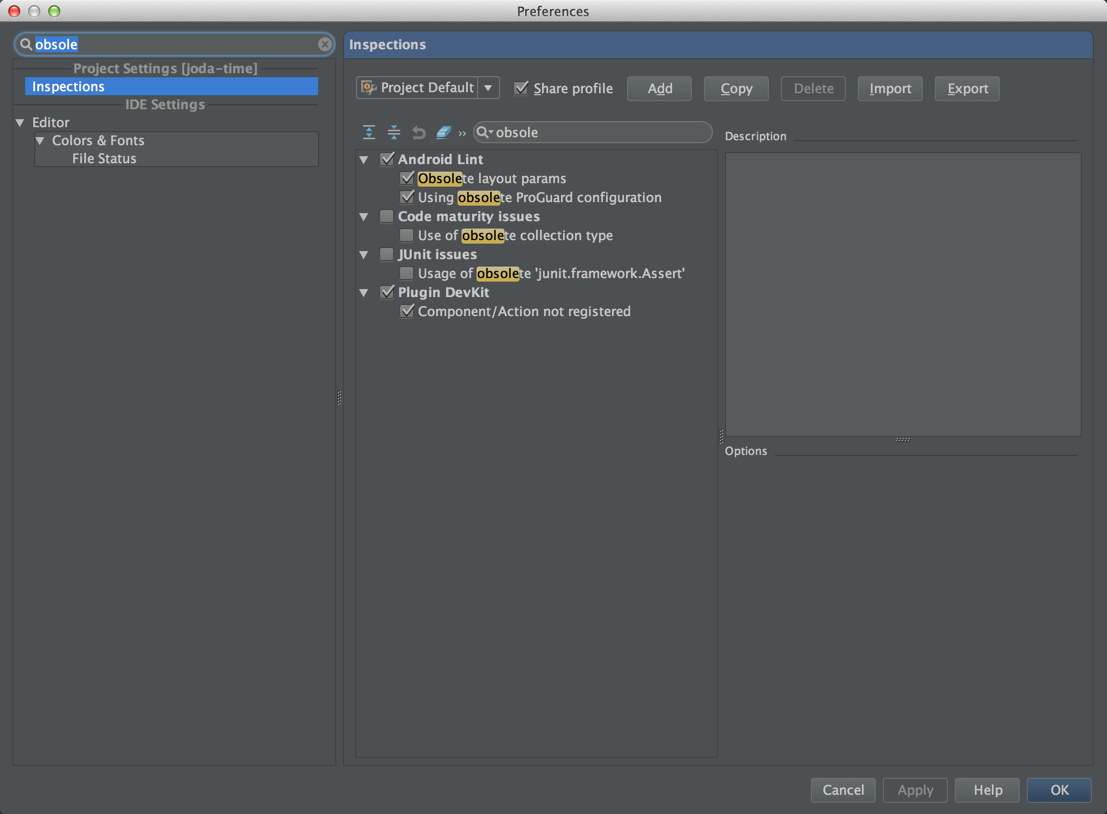 Preferences
obsole
Project Settings [joda-time]
Inspections
IDE Settings
Editor
Colors & Fonts
File Status
Inspections
Project Default
Share profile
Add
Copy
Delete
Import
Export
»
obsole
Android Lint
Obsolete layout params
Using obsolete ProGuard configuration
Code maturity issues
Use of obsolete collection type
JUnit issues
Usage of obsolete 'junit.framework.Assert'
Plugin DevKit
Component/Action not registered
Description
Options
Cancel
Apply
Help
OK